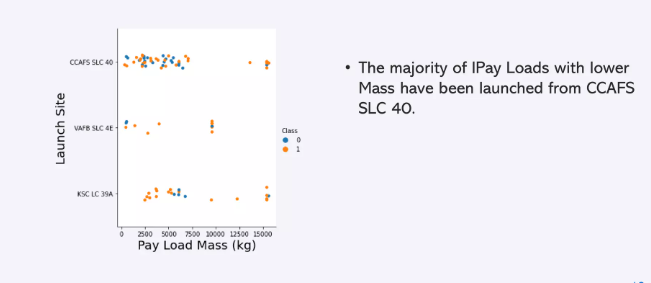 Launch Site
CCAFS SLC 40
VAFB SLC 4E
KSC LC 39A
0 2500 5000 7500 10000 12500 15000
Pay Load Mass (kg)
Class
0
1
• The majority of IPay Loads with lower
Mass have been launched from CCAFS
SLC 40.